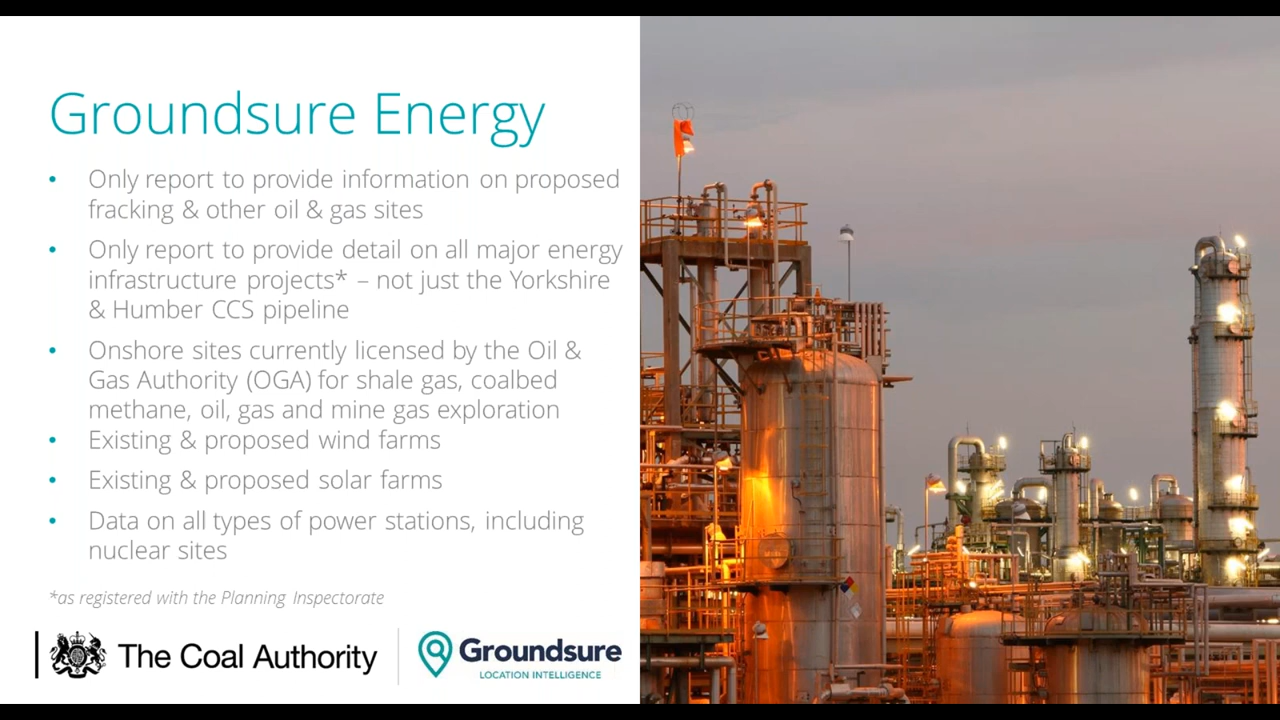 Groundsure Energy
• Only report to provide information on proposed
fracking & other oil & gas sites
• Only report to provide detail on all major energy
infrastructure projects* – not just the Yorkshire
& Humber CCS pipeline
• Onshore sites currently licensed by the Oil &
Gas Authority (OGA) for shale gas, coalbed
methane, oil, gas and mine gas exploration
• Existing & proposed wind farms
• Existing & proposed solar farms
• Data on all types of power stations, including
nuclear sites
*as registered with the Planning Inspectorate
The Coal Authority
Groundsure
LOCATION INTELLIGENCE